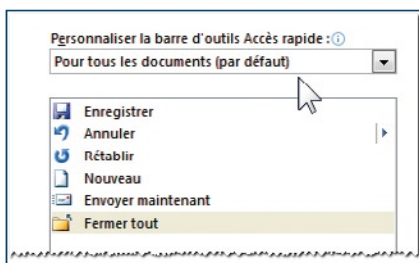 Personnaliser la barre d'outils Accès rapide :
Pour tous les documents (par défaut)
Enregistrer
Annuler
Rétablir
Nouveau
Envoyer maintenant
Fermer tout